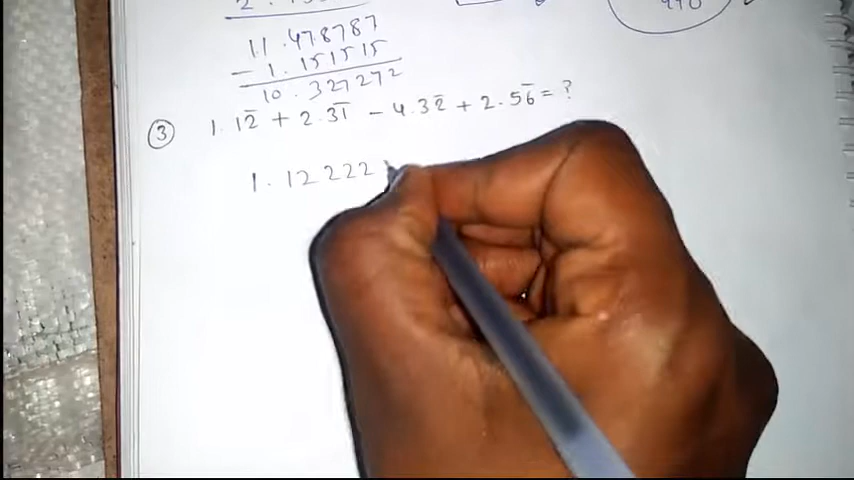 11.478787
- 1.151515
10.327272
③ 1.12̅ + 2.31̅ - 4.32̅ + 2.56̅ = ?
1.12222